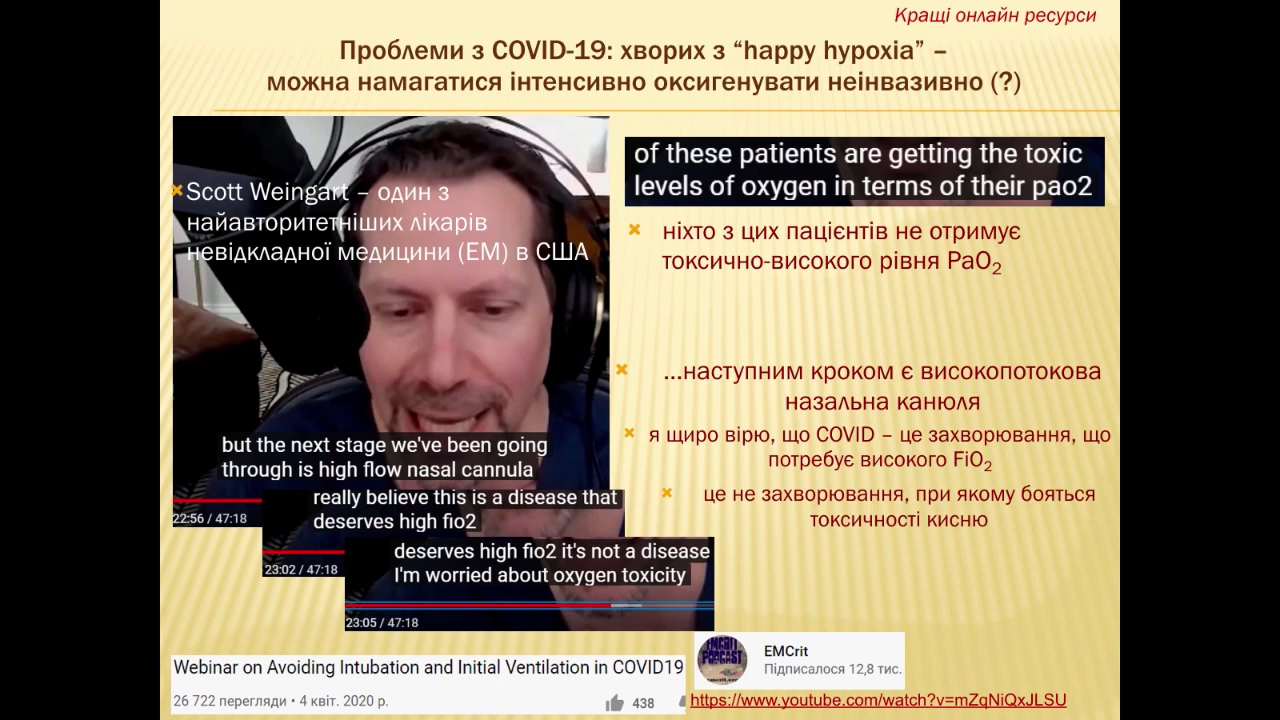 Кращі онлайн ресурси
Проблеми з COVID-19: хворих з “happy hypoxia” –
можна намагатися інтенсивно оксигенувати неінвазивно (?)
Scott Weingart – один з
найавторитетніших лікарів
невідкладної медицини (ЕМ) в США
but the next stage we've been going
through is high flow nasal cannula
22:56 / 47:18
really believe this is a disease that
deserves high fio2
23:02 / 47:18
deserves high fio2 it's not a disease
I'm worried about oxygen toxicity
23:05 / 47:18
of these patients are getting the toxic
levels of oxygen in terms of their pao2
ніхто з цих пацієнтів не отримує
токсично-високого рівня PaO2
...наступним кроком є високопотокова
назальна канюля
я щиро вірю, що COVID – це захворювання, що
потребує високого FiO2
це не захворювання, при якому бояться
токсичності кисню
Webinar on Avoiding Intubation and Initial Ventilation in COVID19
26 722 перегляди • 4 квіт. 2020 р.
438
EMCRIT
PODCAST
EMCrit
Підписалося 12,8 тис.
https://www.youtube.com/watch?v=mZqNiQxJLSU